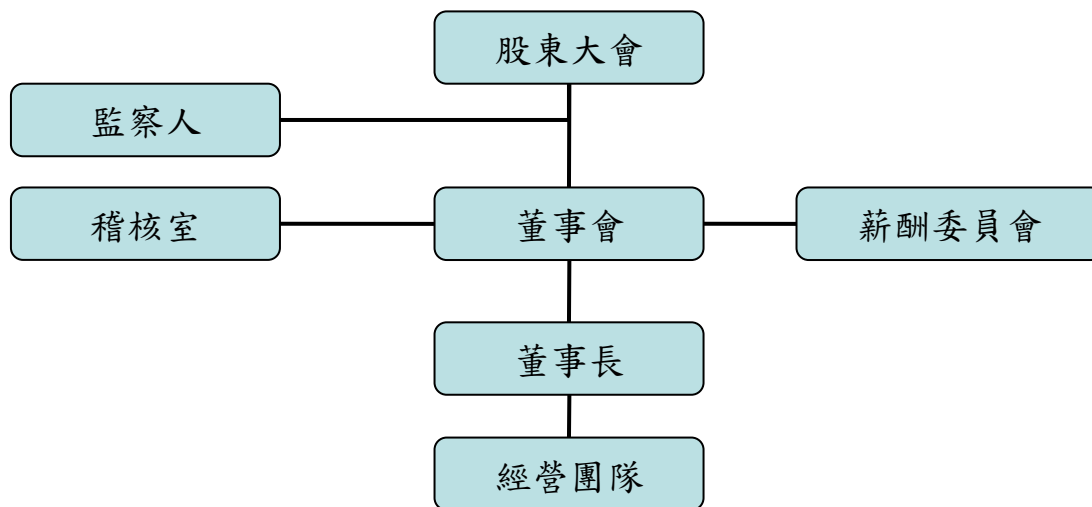 股東大會
監察人
稽核室
董事會
薪酬委員會
董事長
經營團隊